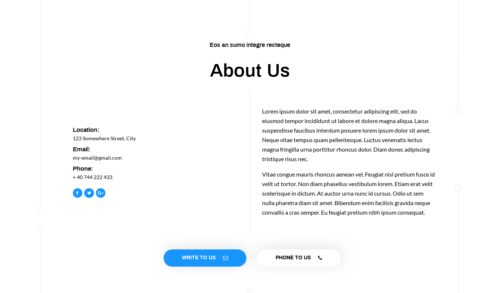 Eos an sumo integre recteque
About Us
Location:
123 Somewhere Street, City
Email:
my-email@gmail.com
Phone:
+ 40 744 222 433
Lorem ipsum dolor sit amet, consectetur adipiscing elit, sed do
eiusmod tempor incididunt ut labore et dolore magna aliqua. Lacus
suspendisse faucibus interdum posuere lorem ipsum dolor sit amet.
Neque vitae tempus quam pellentesque. Luctus venenatis lectus
magna fringilla urna porttitor rhoncus dolor. Diam donec adipiscing
tristique risus nec.
Vitae congue mauris rhoncus aenean vel. Feugiat nisl pretium fusce id
velit ut tortor. Non diam phasellus vestibulum lorem. Etiam erat velit
scelerisque in dictum. At auctor urna nunc id cursus. Odio ut sem
nulla pharetra diam sit amet. Bibendum enim facilisis gravida neque
convallis a cras semper. Eu feugiat pretium nibh ipsum consequat.
WRITE TO US
PHONE TO US